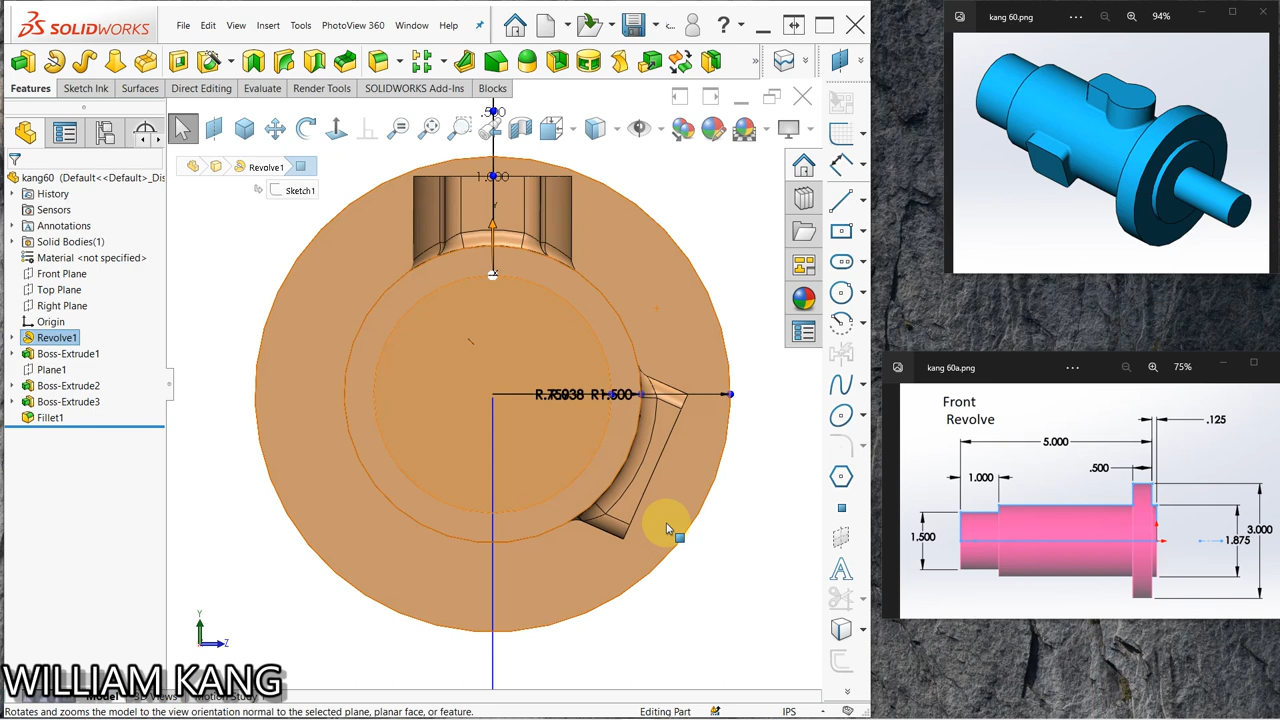 SOLIDWORKS
File
Edit
View
Insert
Tools
PhotoView 360
Window
Help
Features
Sketch Ink
Surfaces
Direct Editing
Evaluate
Render Tools
SOLIDWORKS Add-Ins
Blocks
Revolve1
Sketch1
kang60 (Default<<Default>_Dis
History
Sensors
Annotations
Solid Bodies(1)
Material <not specified>
Front Plane
Top Plane
Right Plane
Origin
Revolve1
Boss-Extrude1
Plane1
Boss-Extrude2
Boss-Extrude3
Fillet1
1.000
R1.500
Y
Z
WILLIAM KANG
Model
Rotates and zooms the model to the view orientation normal to the selected plane, planar face, or feature.
Editing Part
IPS
kang 60.png
94%
kang 60a.png
75%
Front
Revolve
.125
5.000
.500
1.000
1.500
1.875
3.000